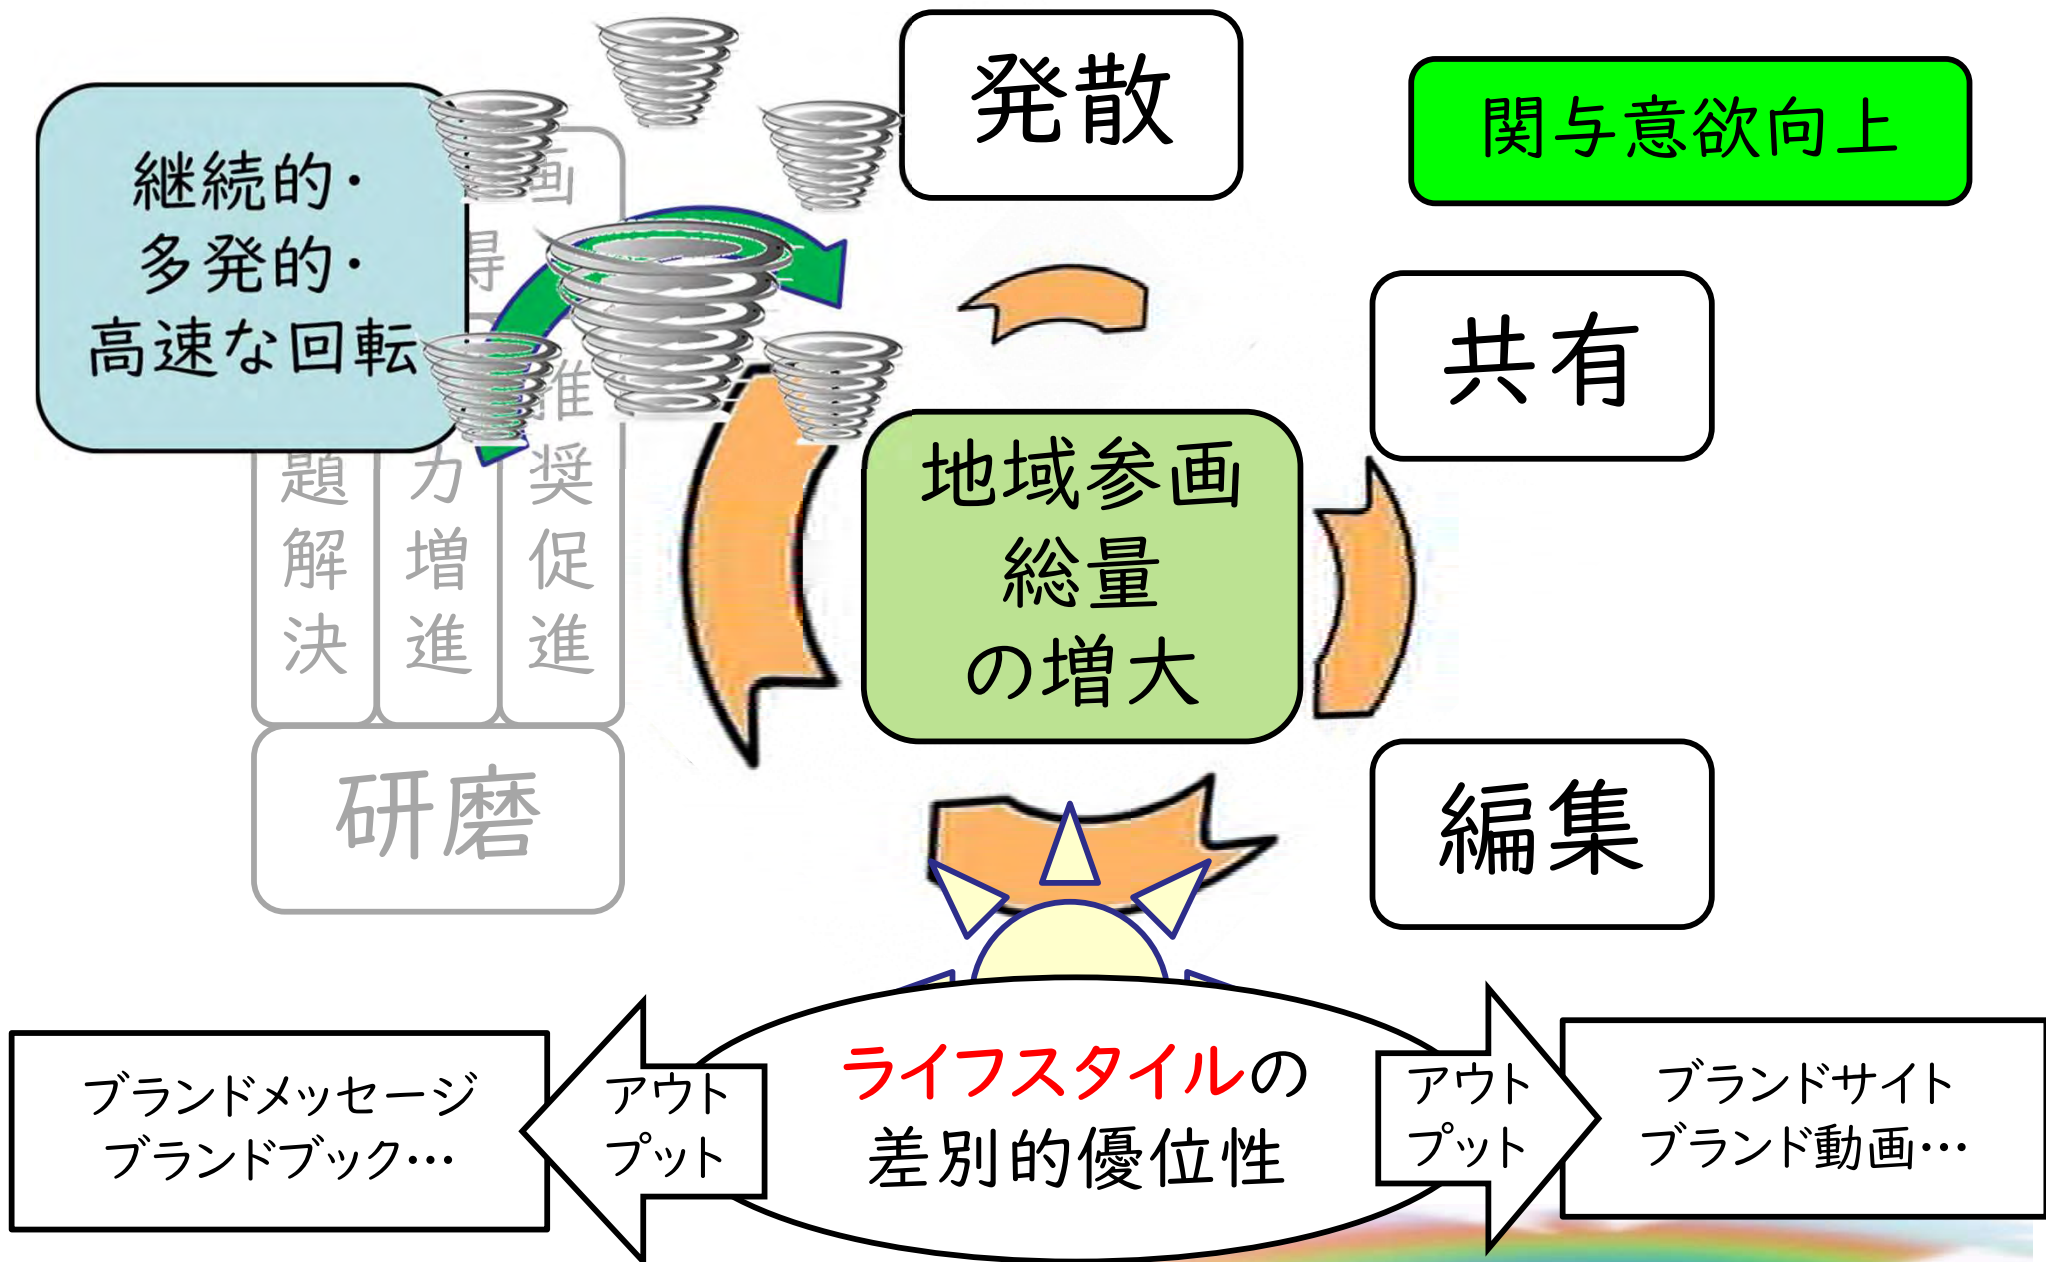 発散
関与意欲向上
継続的・
多発的・
高速な回転
画
得
共有
地域参画
総量
の増大
題
解
決
力
増
進
推
奨
促
進
研磨
編集
ライフスタイルの
差別的優位性
アウト
プット
ブランドメッセージ
ブランドブック…
アウト
プット
ブランドサイト
ブランド動画…